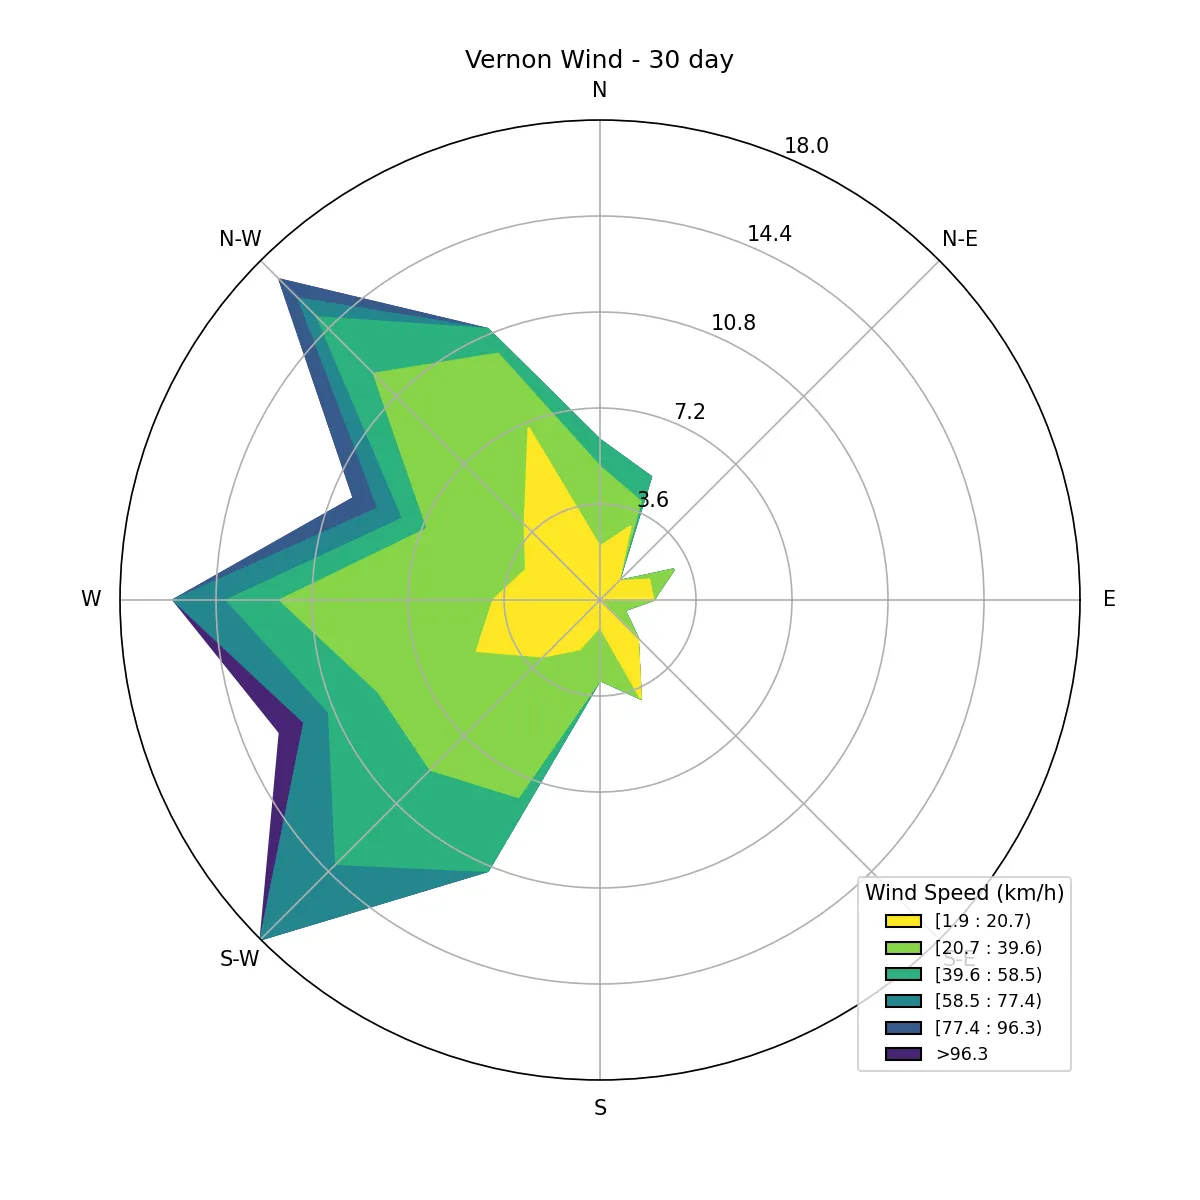 Vernon Wind - 30 day
N
18.0
14.4
N-W
N-E
10.8
7.2
3.6
W
E
Wind Speed (km/h)
[1.9 : 20.7)
[20.7 : 39.6)
S-W
S-E
[39.6 : 58.5)
[58.5 : 77.4)
[77.4 : 96.3)
>96.3
S